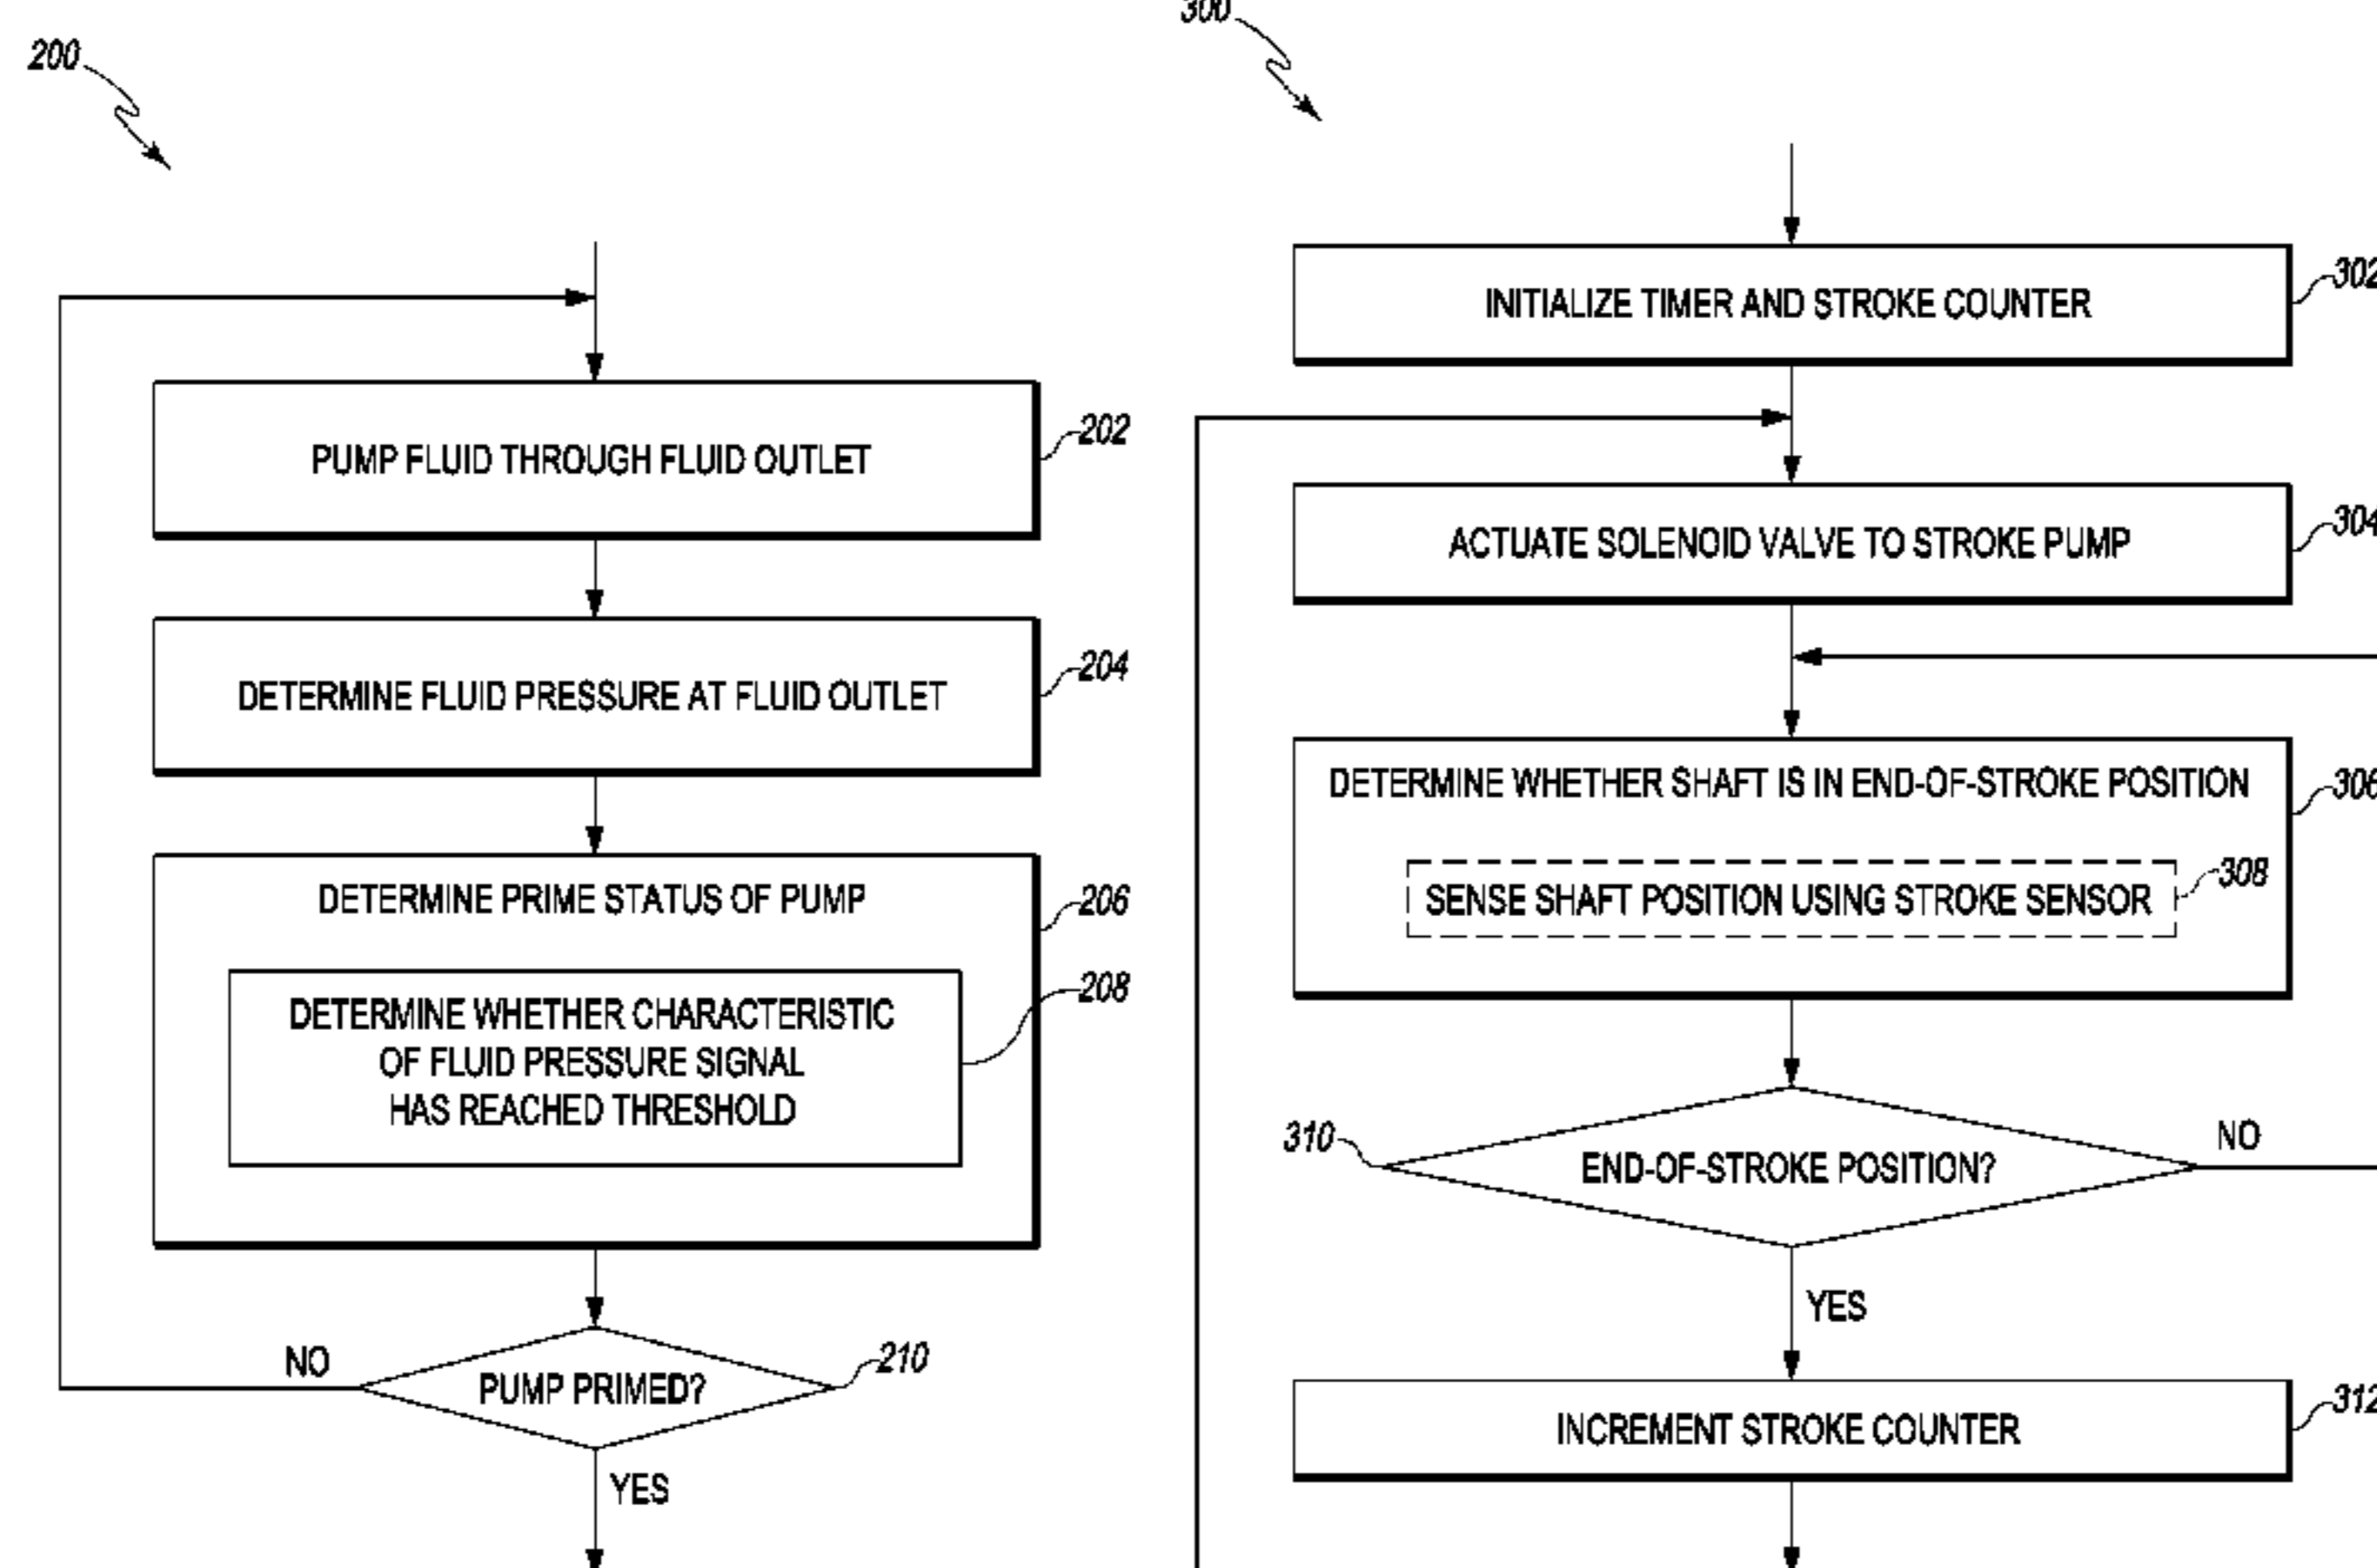 200
PUMP FLUID THROUGH FLUID OUTLET
202
DETERMINE FLUID PRESSURE AT FLUID OUTLET
204
DETERMINE PRIME STATUS OF PUMP
206
DETERMINE WHETHER CHARACTERISTIC
OF FLUID PRESSURE SIGNAL
HAS REACHED THRESHOLD
208
NO
PUMP PRIMED?
210
YES
300
INITIALIZE TIMER AND STROKE COUNTER
302
ACTUATE SOLENOID VALVE TO STROKE PUMP
304
DETERMINE WHETHER SHAFT IS IN END-OF-STROKE POSITION
306
SENSE SHAFT POSITION USING STROKE SENSOR
308
310
END-OF-STROKE POSITION?
NO
YES
INCREMENT STROKE COUNTER
312